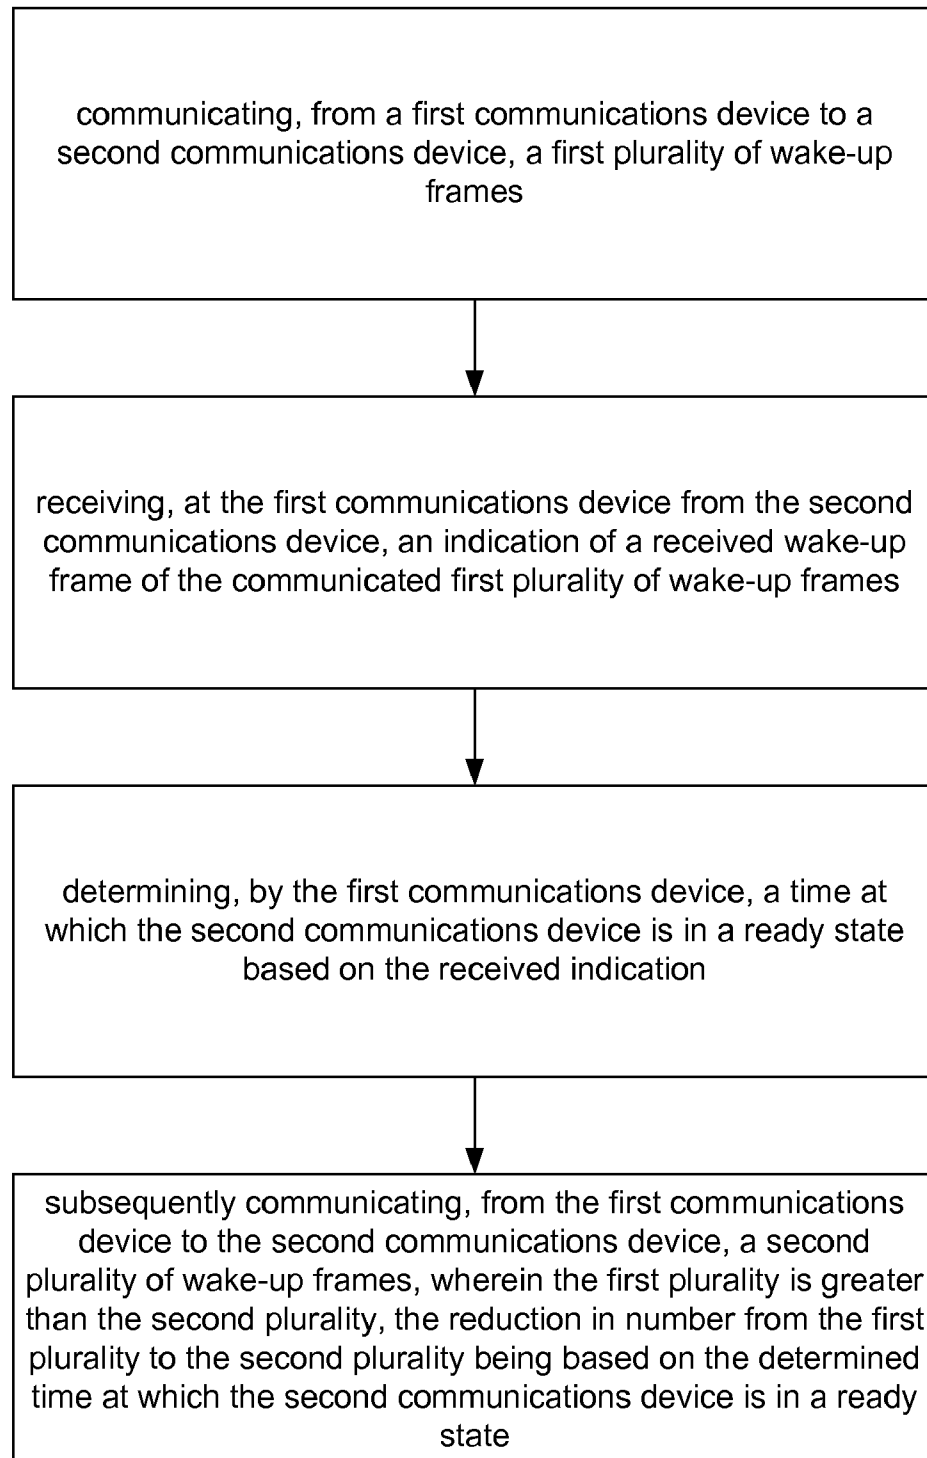 communicating, from a first communications device to a
second communications device, a first plurality of wake-up
frames
receiving, at the first communications device from the second
communications device, an indication of a received wake-up
frame of the communicated first plurality of wake-up frames
determining, by the first communications device, a time at
which the second communications device is in a ready state
based on the received indication
subsequently communicating, from the first communications
device to the second communications device, a second
plurality of wake-up frames, wherein the first plurality is greater
than the second plurality, the reduction in number from the first
plurality to the second plurality being based on the determined
time at which the second communications device is in a ready
state